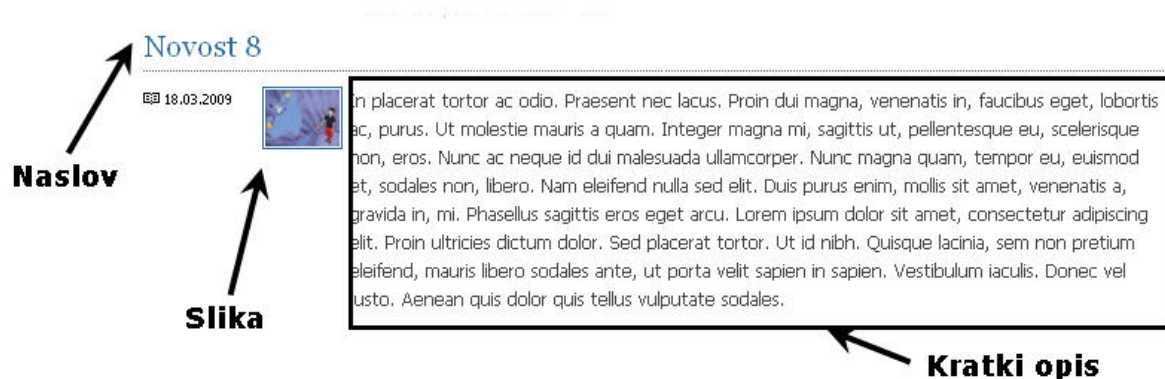 Novost 8
18.03.2009
In placerat tortor ac odio. Praesent nec lacus. Proin dui magna, venenatis in, faucibus eget, lobortis
ac, purus. Ut molestie mauris a quam. Integer magna mi, sagittis ut, pellentesque eu, scelerisque
non, eros. Nunc ac neque id dui malesuada ullamcorper. Nunc magna quam, tempor eu, euismod
et, sodales non, libero. Nam eleifend nulla sed elit. Duis purus enim, mollis sit amet, venenatis a,
gravida in, mi. Phasellus sagittis eros eget arcu. Lorem ipsum dolor sit amet, consectetur adipiscing
elit. Proin ultricies dictum dolor. Sed placerat tortor. Ut id nibh. Quisque lacinia, sem non pretium
eleifend, mauris libero sodales ante, ut porta velit sapien in sapien. Vestibulum iaculis. Donec vel
justo. Aenean quis dolor quis tellus vulputate sodales.
Naslov
Slika
Kratki opis